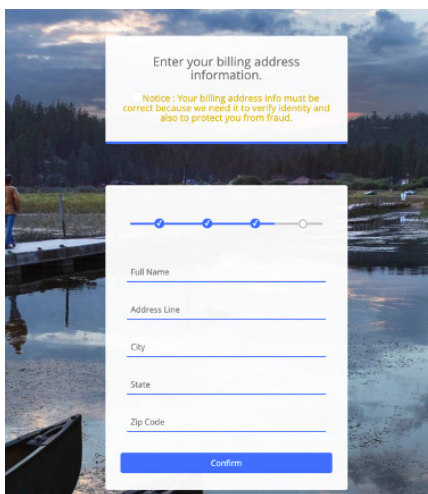 Enter your billing address
information.
Notice : Your billing address info must be
correct because we need it to verify identity and
also to protect you from fraud.
Full Name
Address Line
City
State
Zip Code
Confirm